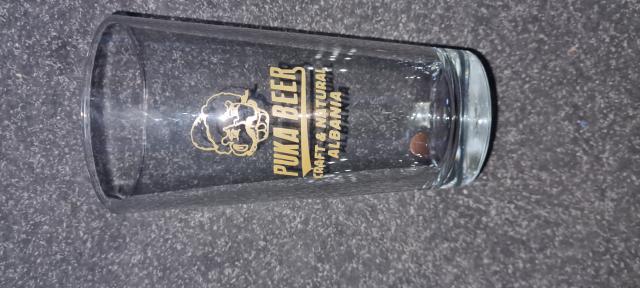 PUKA BEER
CRAFT & NATURAL
ALBANIA